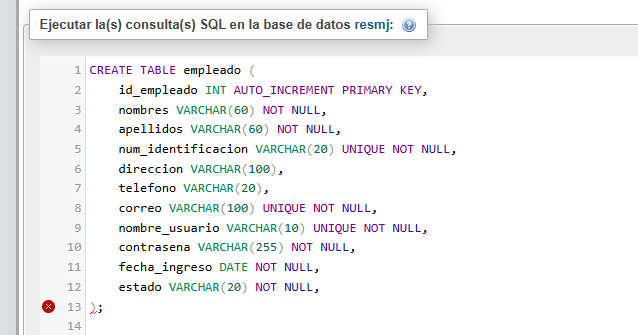 Ejecutar la(s) consulta(s) SQL en la base de datos resmj:
1 CREATE TABLE empleado (
2 id_empleado INT AUTO_INCREMENT PRIMARY KEY,
3 nombres VARCHAR(60) NOT NULL,
4 apellidos VARCHAR(60) NOT NULL,
5 num_identificacion VARCHAR(20) UNIQUE NOT NULL,
6 direccion VARCHAR(100),
7 telefono VARCHAR(20),
8 correo VARCHAR(100) UNIQUE NOT NULL,
9 nombre_usuario VARCHAR(10) UNIQUE NOT NULL,
10 contrasena VARCHAR(255) NOT NULL,
11 fecha_ingreso DATE NOT NULL,
12 estado VARCHAR(20) NOT NULL,
13 );
14